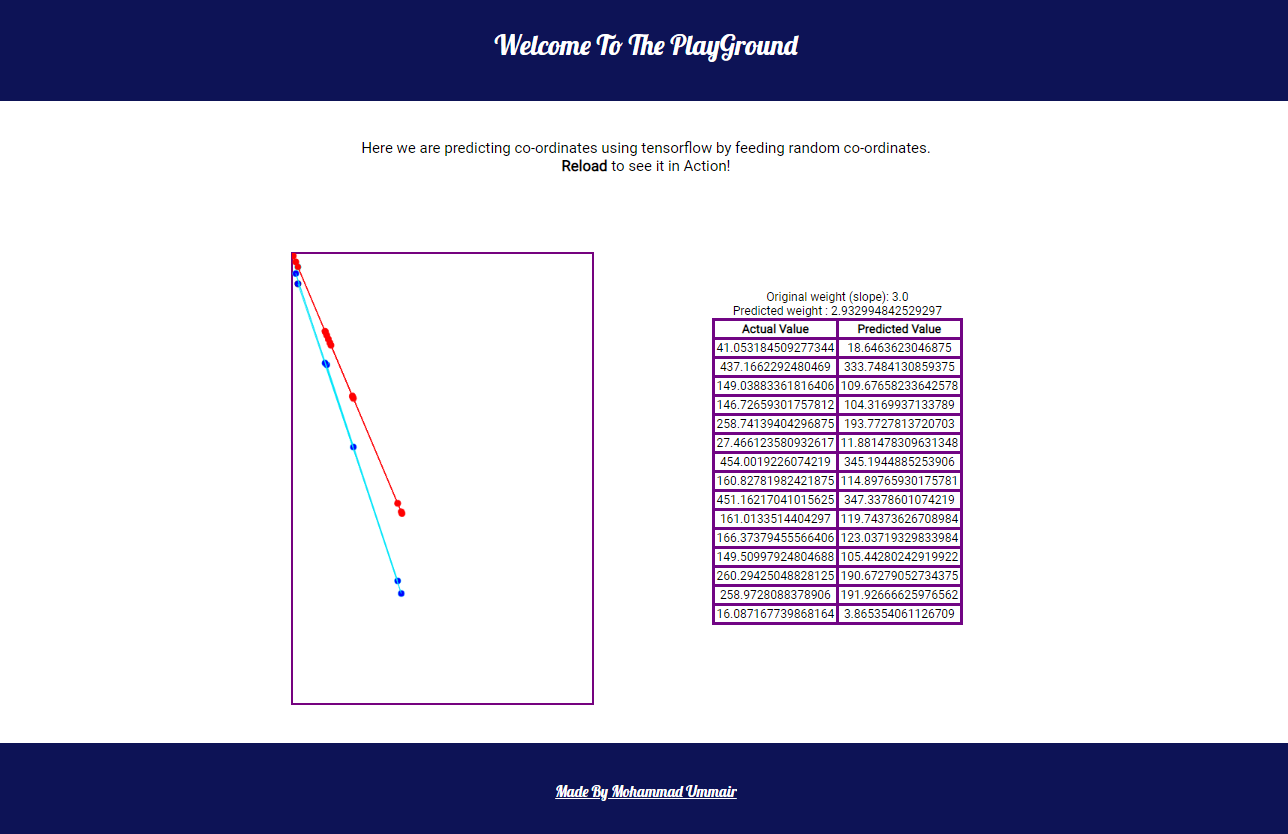 Welcome To The PlayGround
Here we are predicting co-ordinates using tensorflow by feeding random co-ordinates.
Reload to see it in Action!
Original weight (slope): 3.0
Predicted weight : 2.932994842529297
Actual Value Predicted Value
41.053184509277344 18.6463623046875
437.1662292480469 333.7484130859375
149.03883361816406 109.67658233642578
146.72659301757812 104.3169937133789
258.74139404296875 193.7727813720703
27.466123580932617 11.881478309631348
454.0019226074219 345.1944885253906
160.82781982421875 114.89765930175781
451.16217041015625 347.3378601074219
161.0133514404297 119.74373626708984
166.37379455566406 123.03719329833984
149.50997924804688 105.44280242919922
260.29425048828125 190.67279052734375
258.9728088378906 191.92666625976562
16.087167739868164 3.865354061126709
Made By Mohammad Ummair